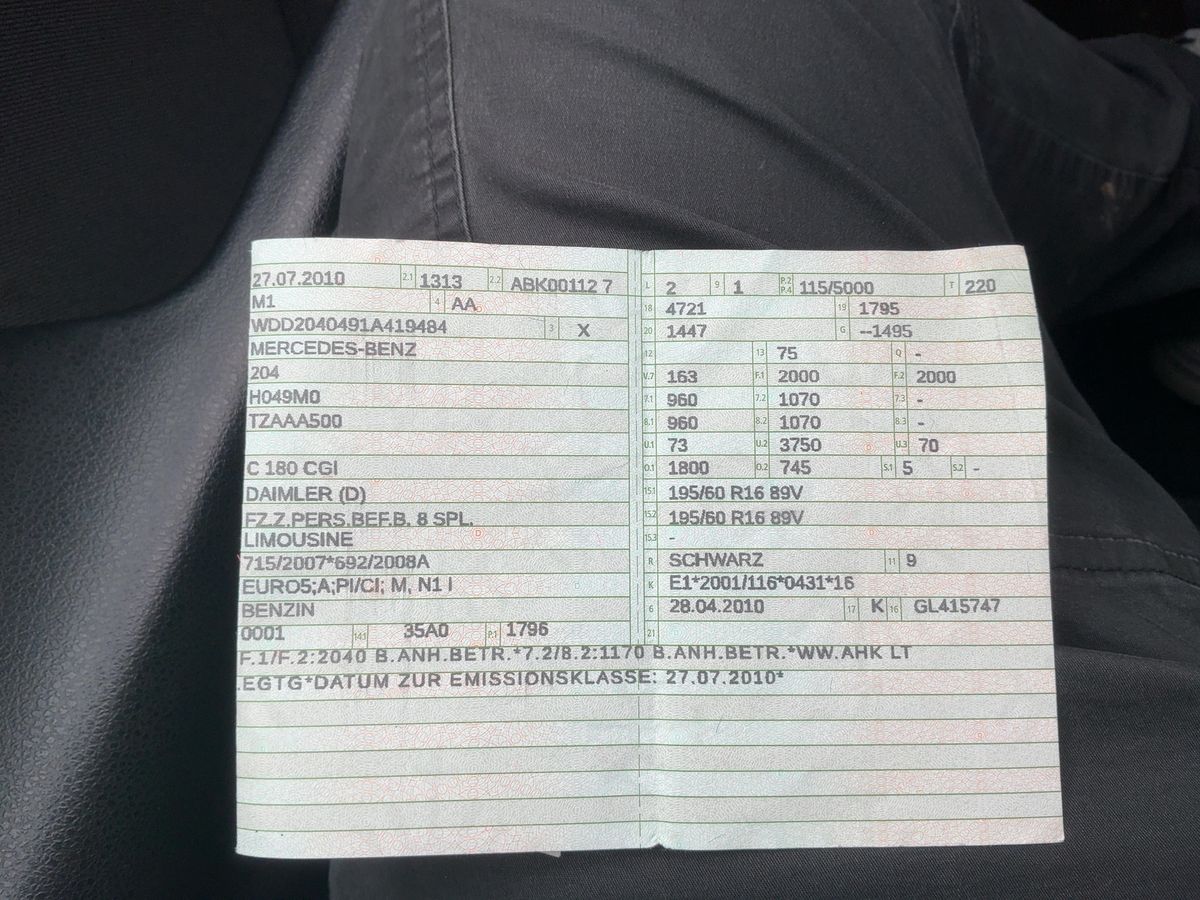 27.07.2010 2.1 1313 2.2 ABK00112 7
M1 4 AA
WDD2040491A419484 3 X
MERCEDES-BENZ
204
H049M0
TZAAA500
C 180 CGI
DAIMLER (D)
FZ.Z.PERS.BEF.B. 8 SPL.
LIMOUSINE
715/2007*692/2008A
EURO5;A;PI/CI; M, N1 I
BENZIN
0001 14.1 35A0 P.1 1796
L 2 9 1 P.2 P.4 115/5000 T 220
18 4721 19 1795
20 1447 G --1495
12 13 75 Q -
V.7 163 F.1 2000 F.2 2000
7.1 960 7.2 1070 7.3 -
8.1 960 8.2 1070 8.3 -
U.1 73 U.2 3750 U.3 70
O.1 1800 O.2 745 S.1 5 S.2 -
15.1 195/60 R16 89V
15.2 195/60 R16 89V
15.3 -
R SCHWARZ 11 9
K E1*2001/116*0431*16
6 28.04.2010 17 K 16 GL415747
21
F.1/F.2:2040 B.ANH.BETR.*7.2/8.2:1170 B.ANH.BETR.*WW.AHK LT
.EGTG*DATUM ZUR EMISSIONSKLASSE: 27.07.2010*